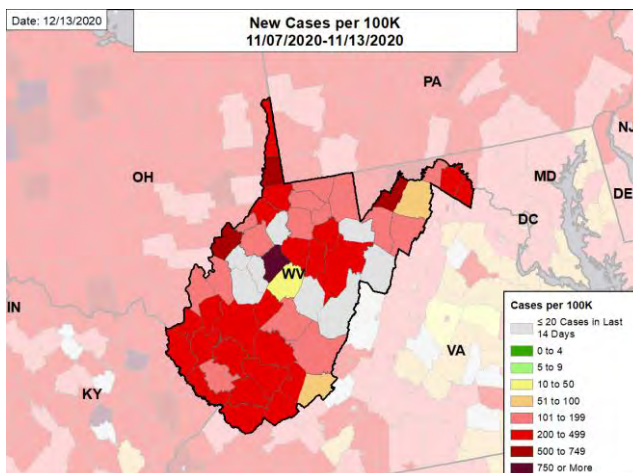 Date: 12/13/2020
New Cases per 100K
11/07/2020-11/13/2020
PA
NJ
OH
MD
DE
DC
WV
IN
VA
KY
Cases per 100K
≤ 20 Cases in Last
14 Days
0 to 4
5 to 9
10 to 50
51 to 100
101 to 199
200 to 499
500 to 749
750 or More